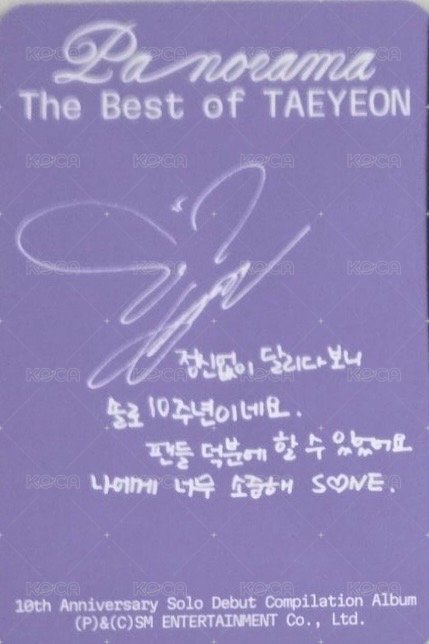 Panorama
The Best of TAEYEON
정신없이 달리다보니
솔로 10주년이네요.
팬들 덕분에 할 수 있었어요
나에게 너무 소중해 S♡NE.
10th Anniversary Solo Debut Compilation Album
(P)&(C)SM ENTERTAINMENT Co., Ltd.
KOCA